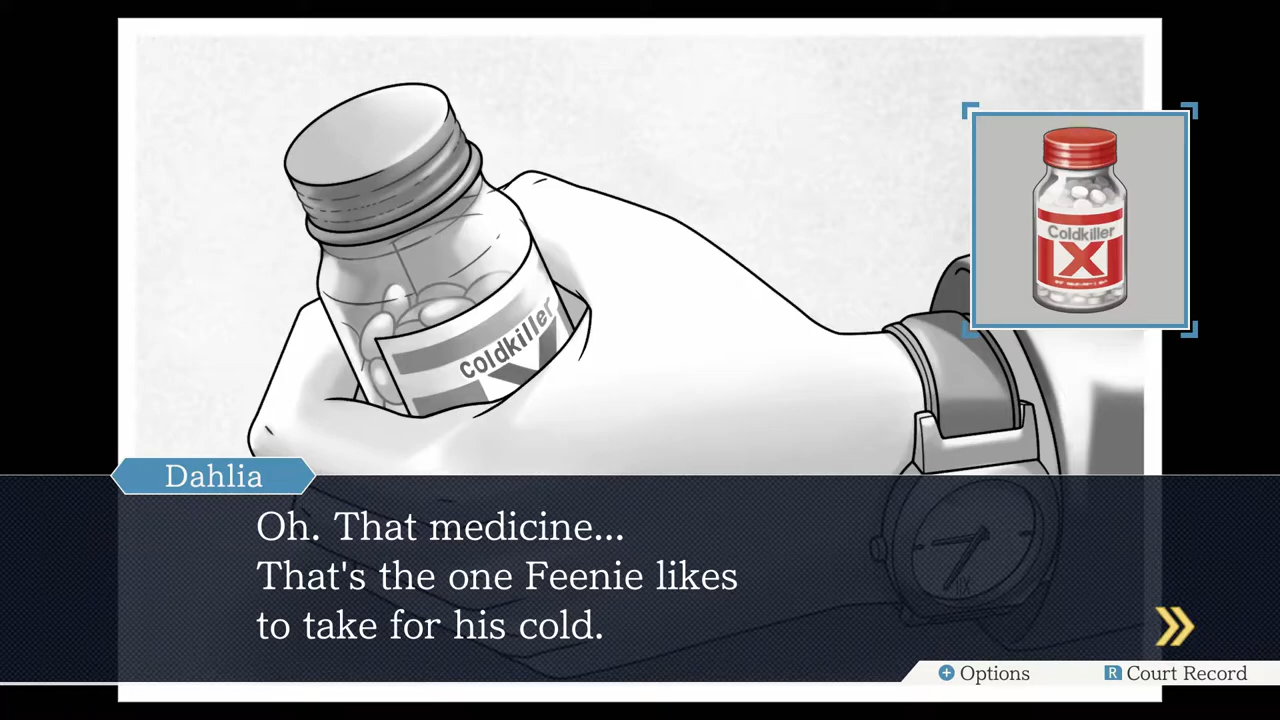 Coldkiller
X
Coldkiller
Dahlia
Oh. That medicine...
That's the one Feenie likes
to take for his cold.
+ Options
R Court Record